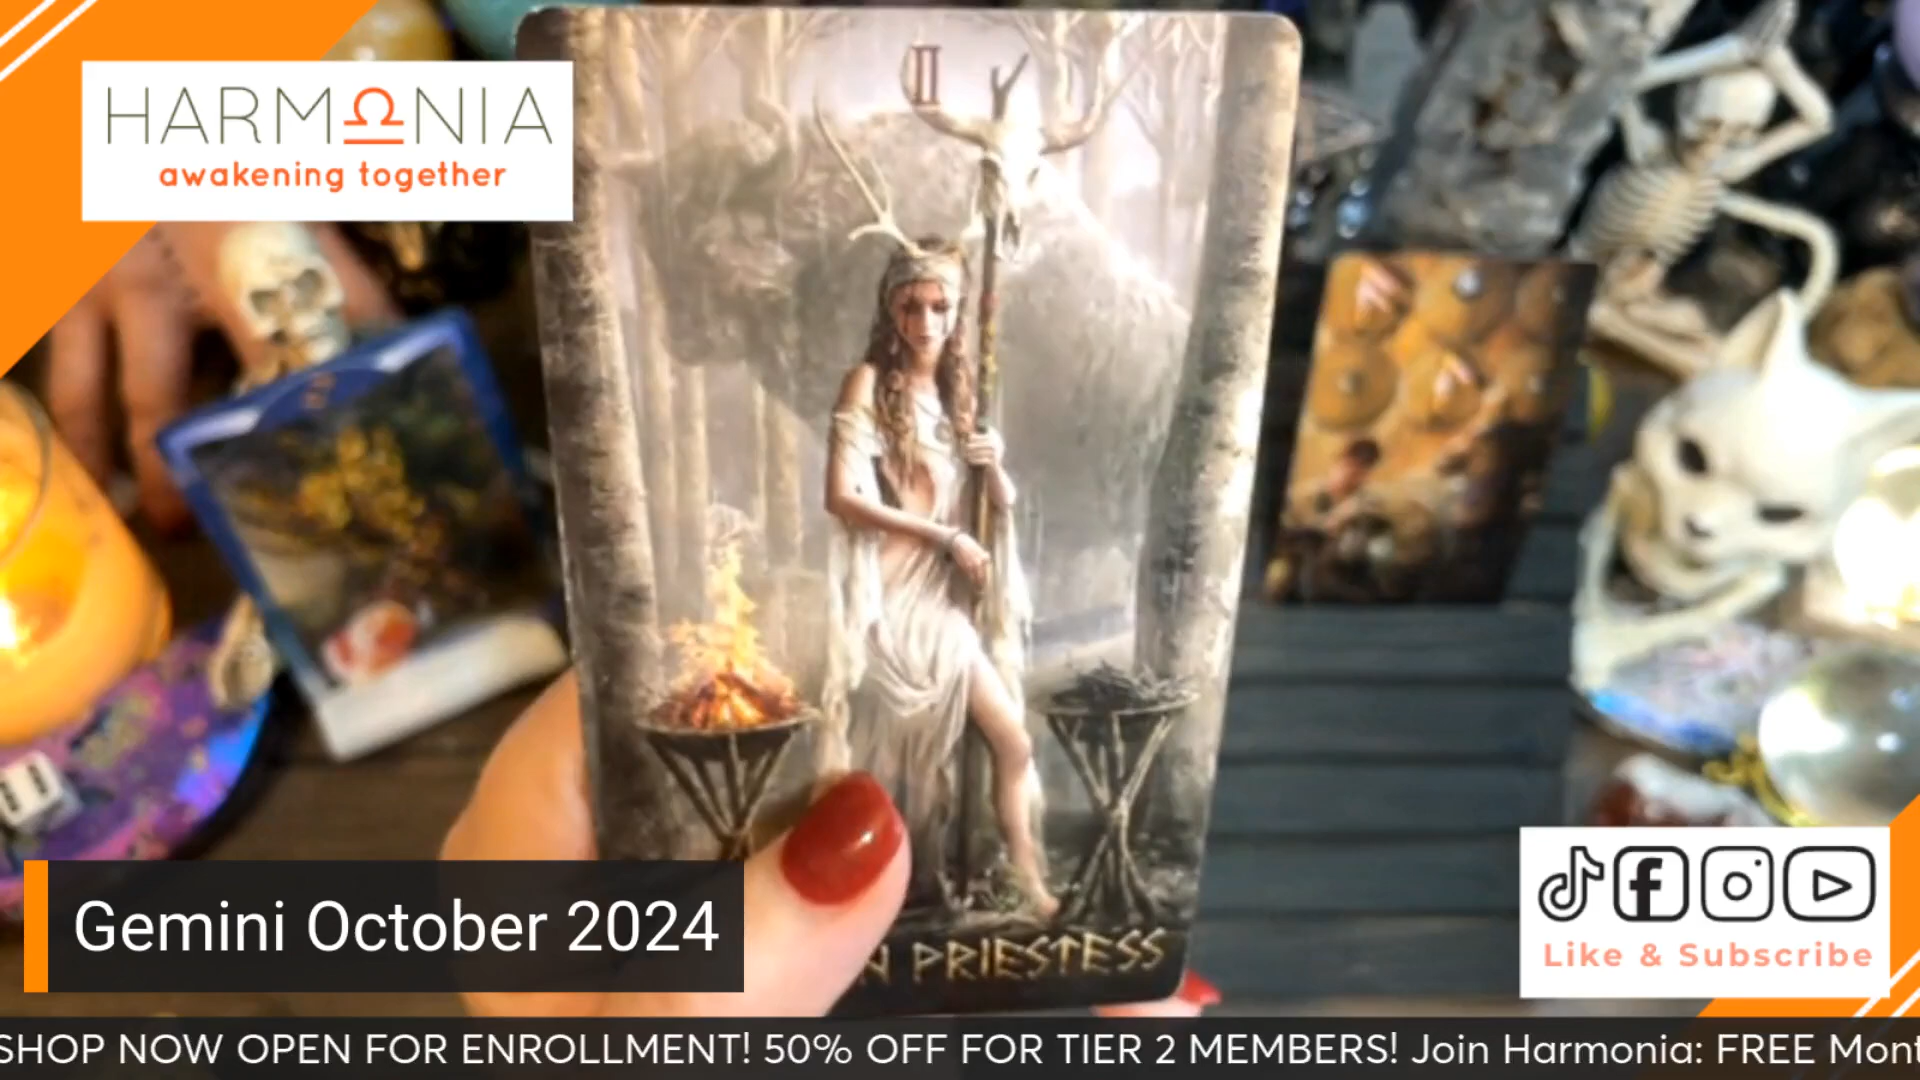 HARMΩNIA
awakening together
II
PRIESTESS
Gemini October 2024
Like & Subscribe
SHOP NOW OPEN FOR ENROLLMENT! 50% OFF FOR TIER 2 MEMBERS! Join Harmonia: FREE